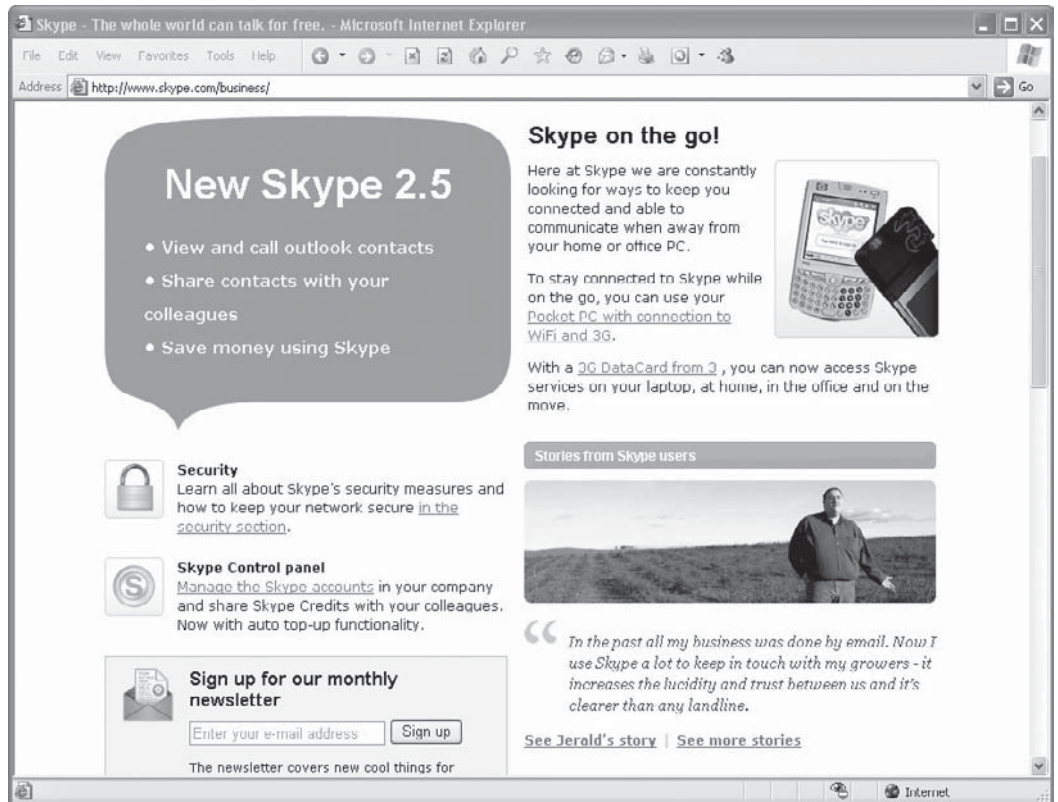 Skype - The whole world can talk for free. - Microsoft Internet Explorer
File Edit View Favorites Tools Help
Address http://www.skype.com/business/ Go
New Skype 2.5
• View and call outlook contacts
• Share contacts with your
colleagues
• Save money using Skype
Security
Learn all about Skype's security measures and
how to keep your network secure in the
security section.
Skype Control panel
Manage the Skype accounts in your company
and share Skype Credits with your colleagues.
Now with auto top-up functionality.
Sign up for our monthly
newsletter
Enter your e-mail address Sign up
The newsletter covers new cool things for
Skype on the go!
Here at Skype we are constantly
looking for ways to keep you
connected and able to
communicate when away from
your home or office PC.
To stay connected to Skype while
on the go, you can use your
Pocket PC with connection to
WiFi and 3G.
skype
With a 3G DataCard from 3 , you can now access Skype
services on your laptop, at home, in the office and on the
move.
Stories from Skype users
“ In the past all my business was done by email. Now I
use Skype a lot to keep in touch with my growers - it
increases the lucidity and trust between us and it's
clearer than any landline.
See Jerald's story | See more stories
Internet